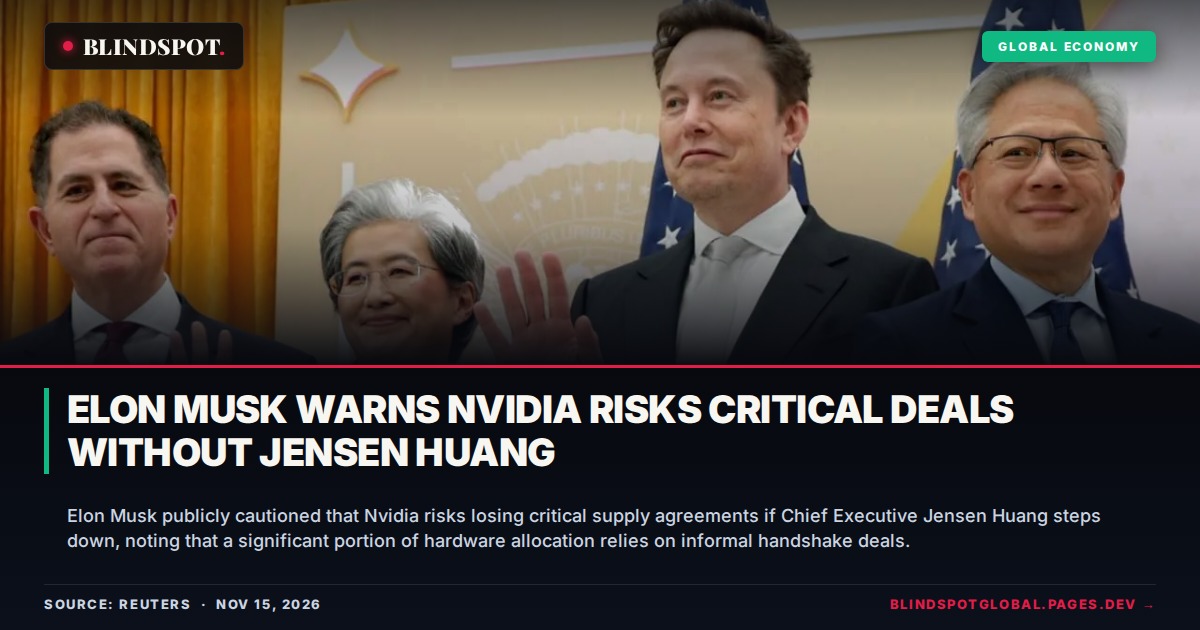 BLINDSPOT.
GLOBAL ECONOMY
ELON MUSK WARNS NVIDIA RISKS CRITICAL DEALS
WITHOUT JENSEN HUANG
Elon Musk publicly cautioned that Nvidia risks losing critical supply agreements if Chief Executive Jensen Huang steps
down, noting that a significant portion of hardware allocation relies on informal handshake deals.
SOURCE: REUTERS · NOV 15, 2026
BLINDSPOTGLOBAL.PAGES.DEV →